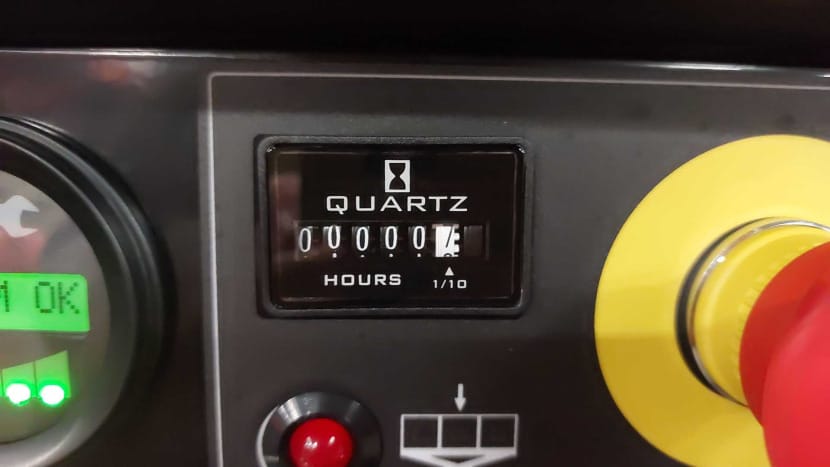 QUARTZ
00000
HOURS
1/10
OK